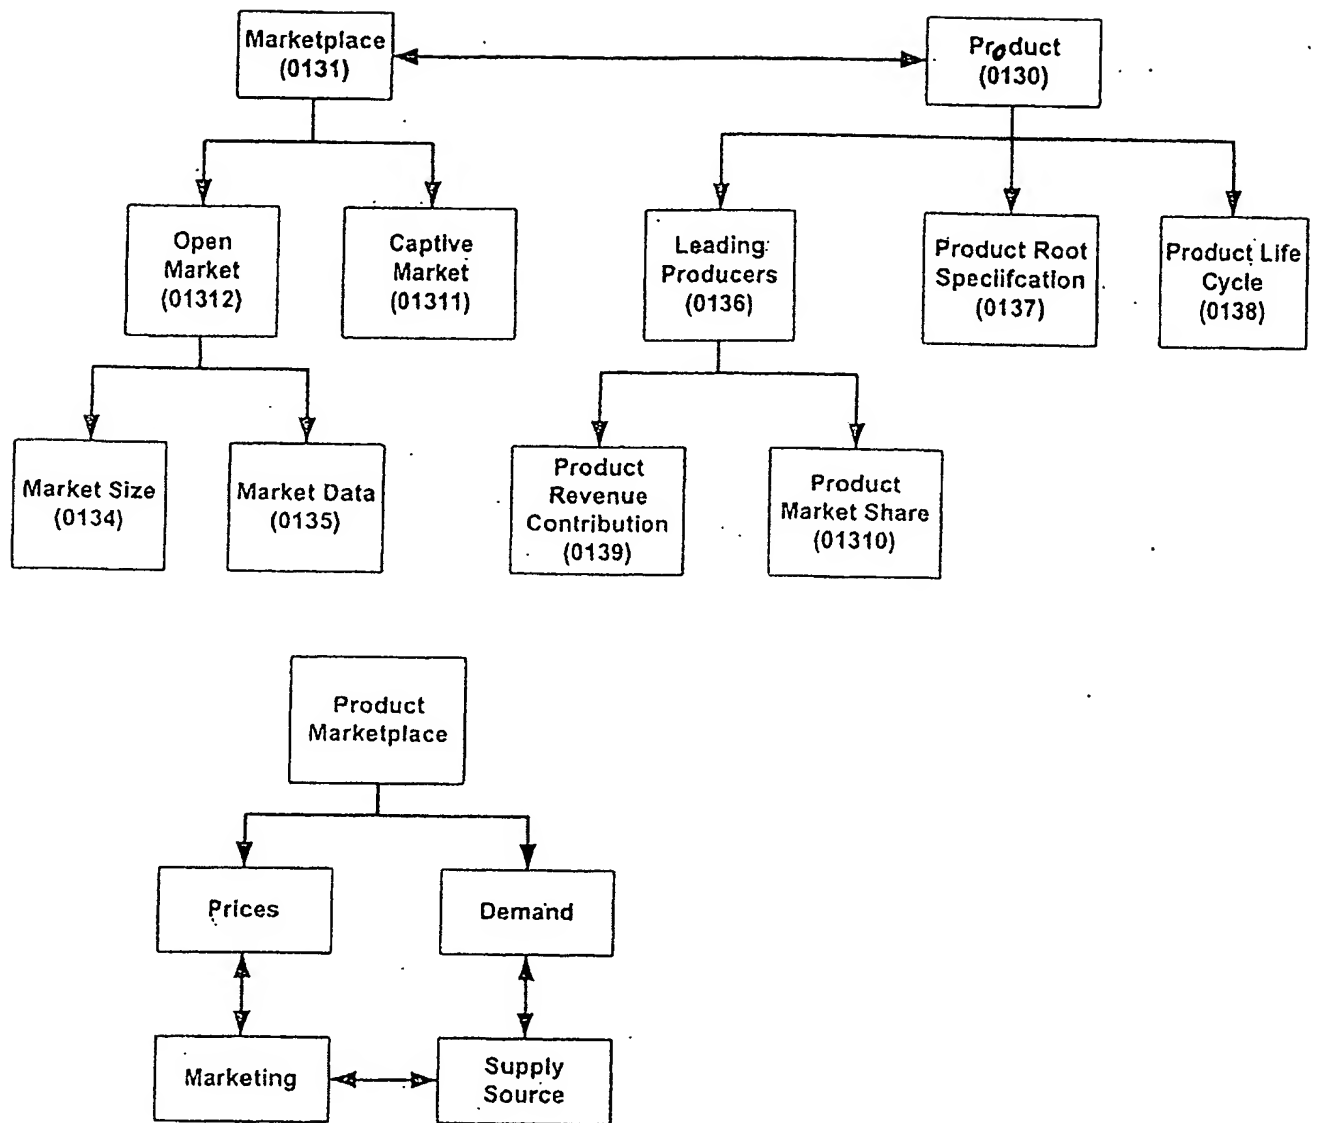 Marketplace
(0131)
Product
(0130)
Open
Market
(01312)
Captive
Market
(01311)
Leading
Producers
(0136)
Product Root
Speciifcation
(0137)
Product Life
Cycle
(0138)
Market Size
(0134)
Market Data
(0135)
Product
Revenue
Contribution
(0139)
Product
Market Share
(01310)
Product
Marketplace
Prices
Demand
Marketing
Supply
Source